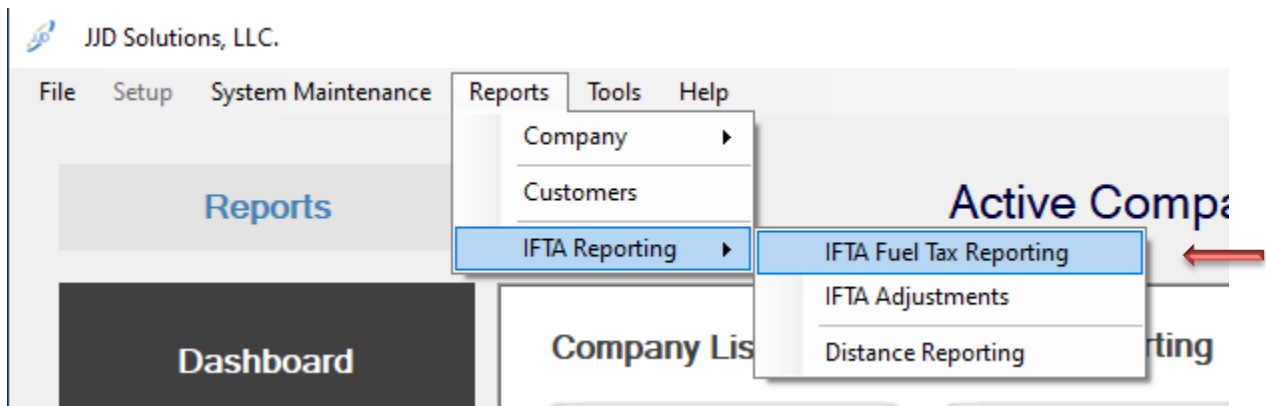 JJD Solutions, LLC.
File Setup System Maintenance Reports Tools Help
Company
Reports Customers Active Compa
IFTA Reporting IFTA Fuel Tax Reporting
IFTA Adjustments
Dashboard Company Lis Distance Reporting rting